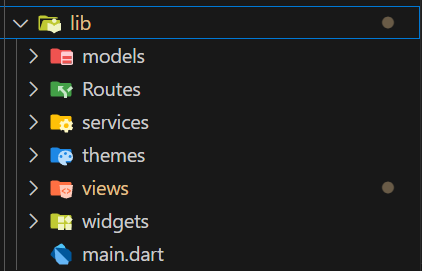 lib
models
Routes
services
themes
views
widgets
main.dart